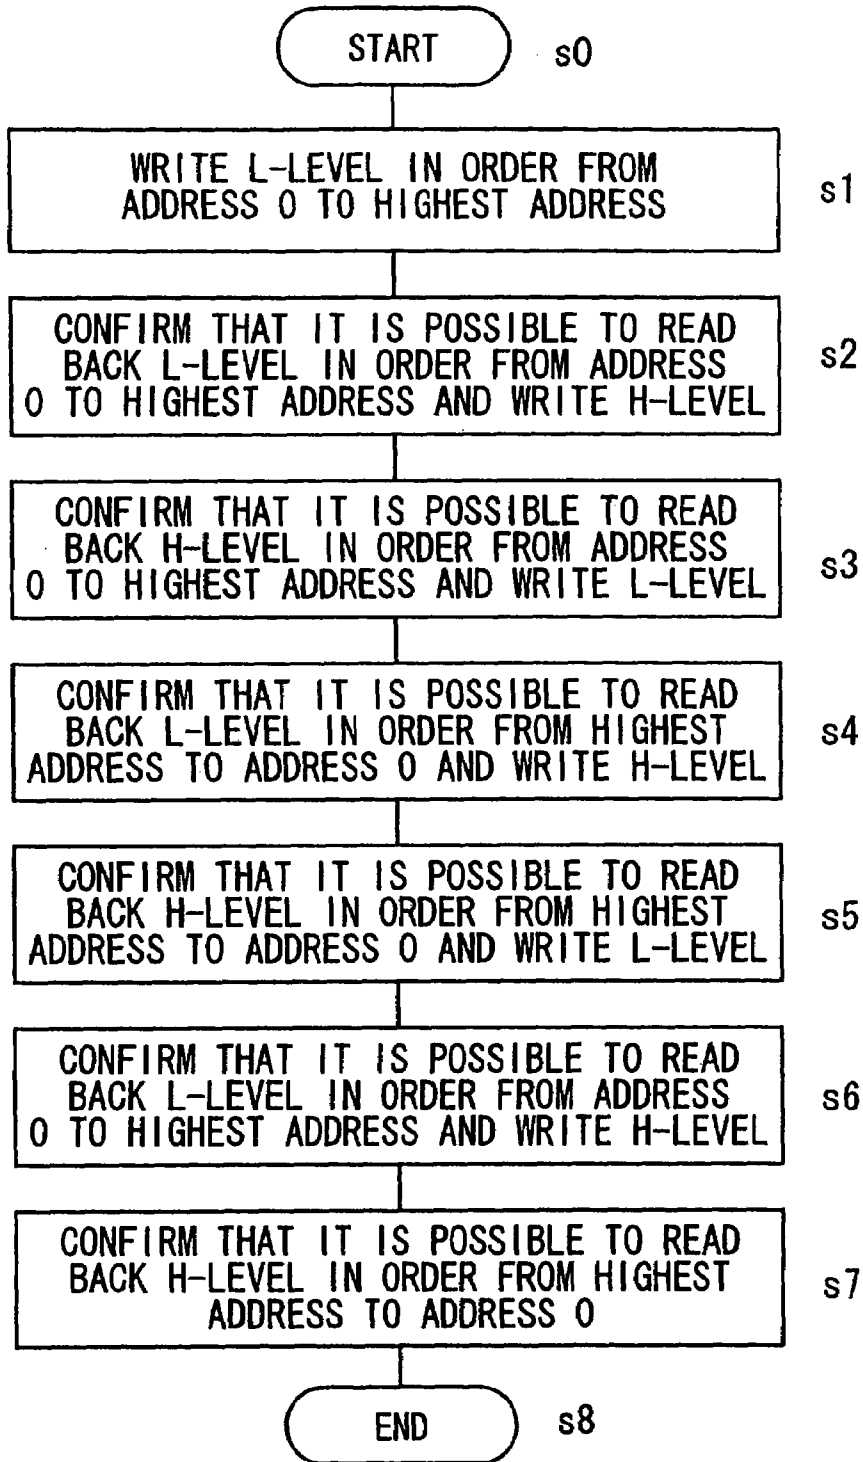 START s0
WRITE L-LEVEL IN ORDER FROM
ADDRESS 0 TO HIGHEST ADDRESS
s1
CONFIRM THAT IT IS POSSIBLE TO READ
BACK L-LEVEL IN ORDER FROM ADDRESS
0 TO HIGHEST ADDRESS AND WRITE H-LEVEL
s2
CONFIRM THAT IT IS POSSIBLE TO READ
BACK H-LEVEL IN ORDER FROM ADDRESS
0 TO HIGHEST ADDRESS AND WRITE L-LEVEL
s3
CONFIRM THAT IT IS POSSIBLE TO READ
BACK L-LEVEL IN ORDER FROM HIGHEST
ADDRESS TO ADDRESS 0 AND WRITE H-LEVEL
s4
CONFIRM THAT IT IS POSSIBLE TO READ
BACK H-LEVEL IN ORDER FROM HIGHEST
ADDRESS TO ADDRESS 0 AND WRITE L-LEVEL
s5
CONFIRM THAT IT IS POSSIBLE TO READ
BACK L-LEVEL IN ORDER FROM ADDRESS
0 TO HIGHEST ADDRESS AND WRITE H-LEVEL
s6
CONFIRM THAT IT IS POSSIBLE TO READ
BACK H-LEVEL IN ORDER FROM HIGHEST
ADDRESS TO ADDRESS 0
s7
END s8